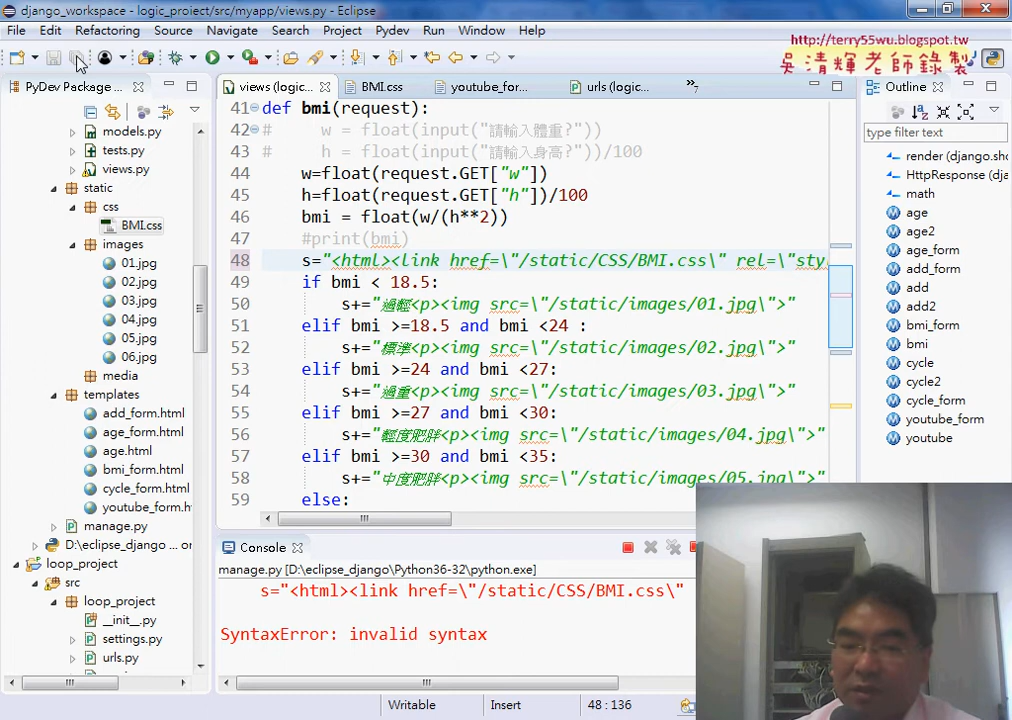 django_workspace - logic_project/src/myapp/views.py - Eclipse
File Edit Navigate Refactoring Source Navigate Search Project Pydev Run Window Help
http://terry55wu.blogspot.tw
吳清輝老師錄製
PyDev Package ...
views (logic...
BMI.css
youtube_for...
urls (logic...
Outline
type filter text
models.py
tests.py
views.py
static
css
BMI.css
images
01.jpg
02.jpg
03.jpg
04.jpg
05.jpg
06.jpg
media
templates
add_form.html
age_form.html
age.html
bmi_form.html
cycle_form.html
youtube_form.h
manage.py
D:\eclipse_django ... or
loop_project
src
loop_project
__init__.py
settings.py
urls.py
41 def bmi(request):
42 # w = float(input("請輸入體重?"))
43 # h = float(input("請輸入身高?"))/100
44 w=float(request.GET["w"])
45 h=float(request.GET["h"])/100
46 bmi = float(w/(h**2))
47 #print(bmi)
48 s="<html><link href=\"/static/CSS/BMI.css\" rel=\"sty
49 if bmi < 18.5:
50 s+="過輕<p><img src=\"/static/images/01.jpg\">"
51 elif bmi >=18.5 and bmi <24 :
52 s+="標準<p><img src=\"/static/images/02.jpg\">"
53 elif bmi >=24 and bmi <27:
54 s+="過重<p><img src=\"/static/images/03.jpg\">"
55 elif bmi >=27 and bmi <30:
56 s+="輕度肥胖<p><img src=\"/static/images/04.jpg\">"
57 elif bmi >=30 and bmi <35:
58 s+="中度肥胖<p><img src=\"/static/images/05.jpg\">"
59 else:
render (django.sho
HttpResponse (dja
math
age
age2
age_form
add_form
add
add2
bmi_form
bmi
cycle
cycle2
cycle_form
youtube_form
youtube
Console
manage.py [D:\eclipse_django\Python36-32\python.exe]
s="<html><link href=\"/static/CSS/BMI.css\"
SyntaxError: invalid syntax
Writable Insert 48 : 136